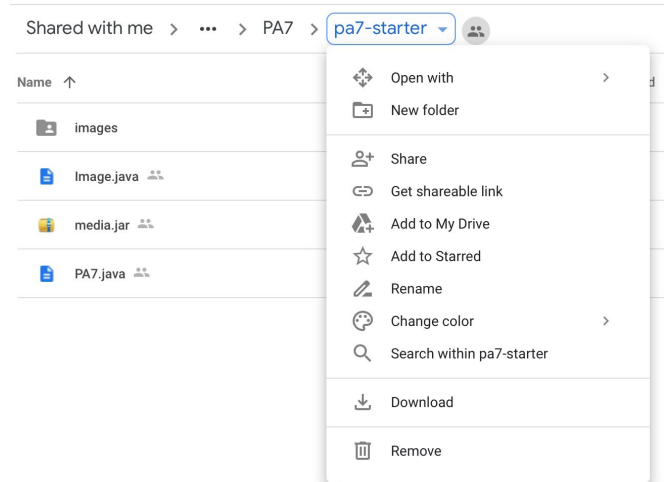 Shared with me > ••• > PA7 > pa7-starter
Name
images
Image.java
media.jar
PA7.java
d
Open with
New folder
Share
Get shareable link
Add to My Drive
Add to Starred
Rename
Change color
Search within pa7-starter
Download
Remove